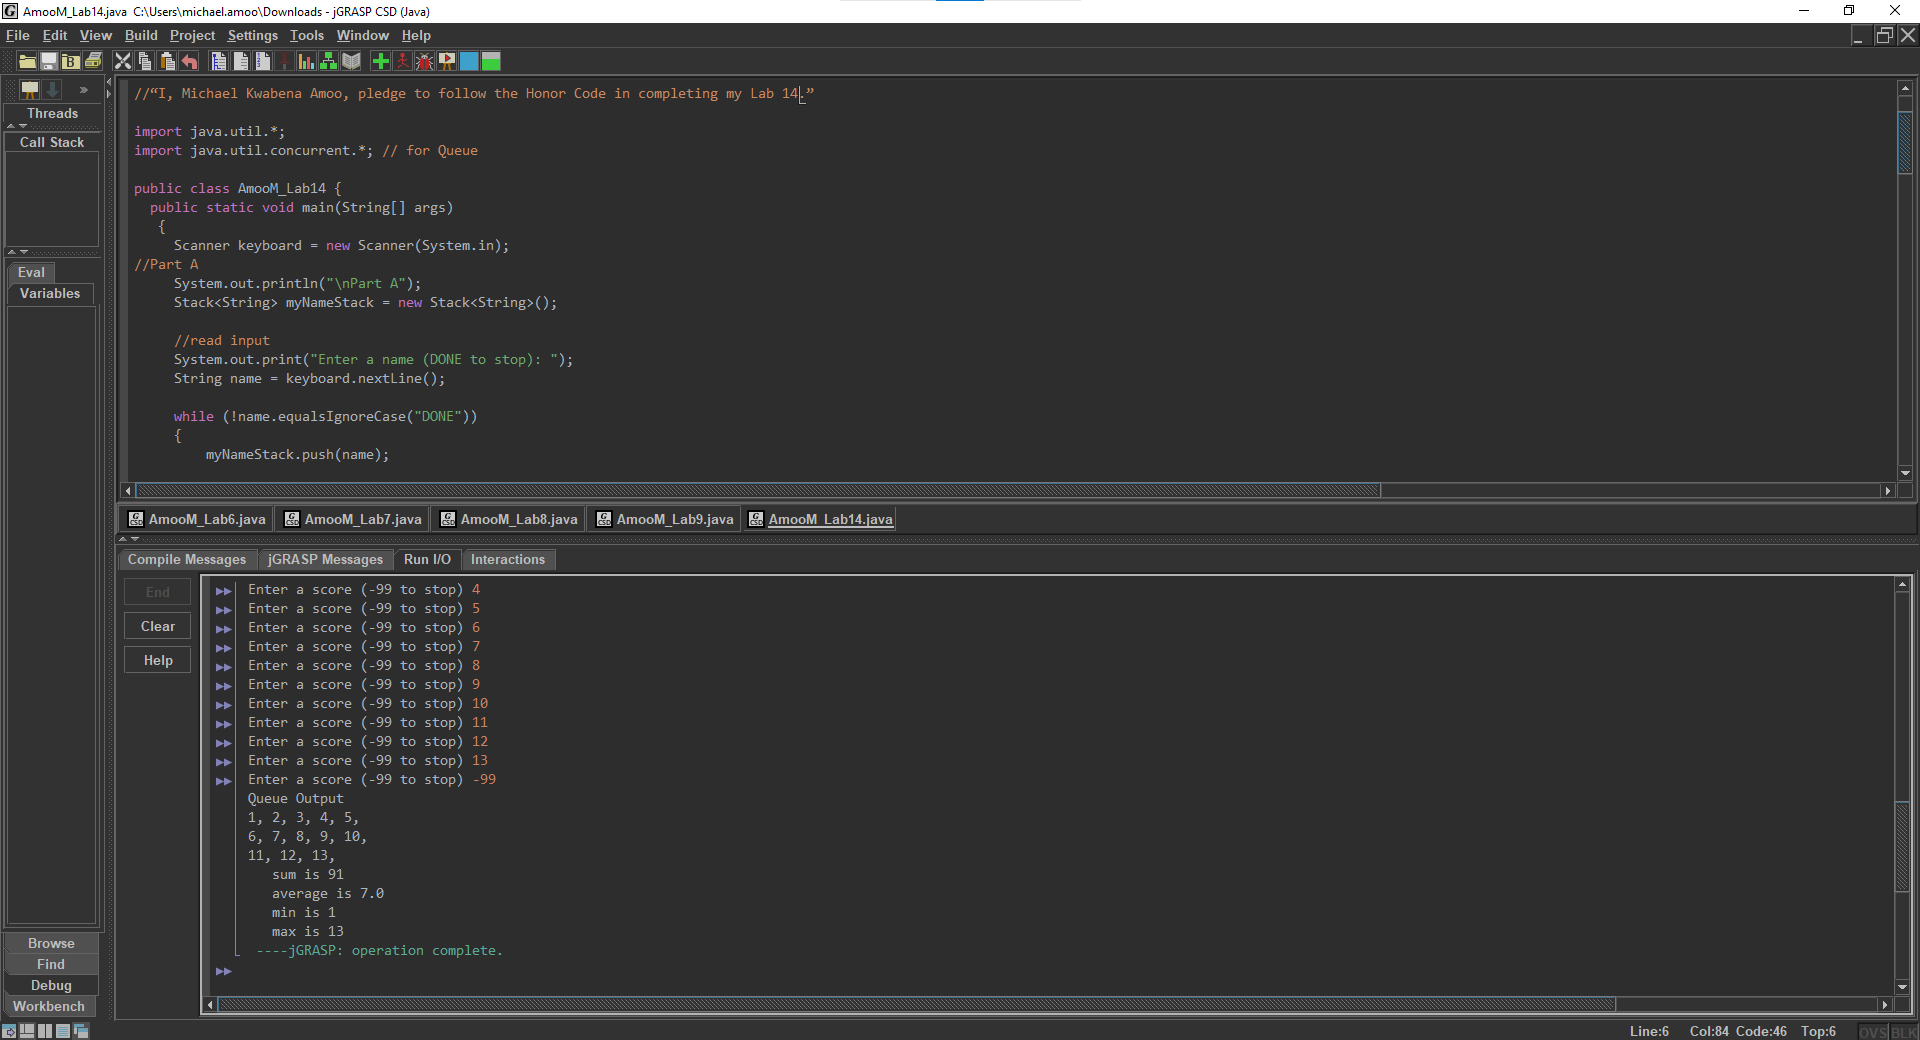 AmooM_Lab14.java  C:\Users\michael.amoo\Downloads - jGRASP CSD (Java)
File Edit View Build Project Settings Tools Window Help
Threads
Call Stack
Eval
Variables
Browse
Find
Debug
Workbench
//“I, Michael Kwabena Amoo, pledge to follow the Honor Code in completing my Lab 14.”
import java.util.*;
import java.util.concurrent.*; // for Queue
public class AmooM_Lab14 {
public static void main(String[] args)
{
Scanner keyboard = new Scanner(System.in);
//Part A
System.out.println("\nPart A");
Stack<String> myNameStack = new Stack<String>();
//read input
System.out.print("Enter a name (DONE to stop): ");
String name = keyboard.nextLine();
while (!name.equalsIgnoreCase("DONE"))
{
myNameStack.push(name);
AmooM_Lab6.java AmooM_Lab7.java AmooM_Lab8.java AmooM_Lab9.java AmooM_Lab14.java
Compile Messages jGRASP Messages Run I/O Interactions
End
Clear
Help
Enter a score (-99 to stop) 4
Enter a score (-99 to stop) 5
Enter a score (-99 to stop) 6
Enter a score (-99 to stop) 7
Enter a score (-99 to stop) 8
Enter a score (-99 to stop) 9
Enter a score (-99 to stop) 10
Enter a score (-99 to stop) 11
Enter a score (-99 to stop) 12
Enter a score (-99 to stop) 13
Enter a score (-99 to stop) -99
Queue Output
1, 2, 3, 4, 5,
6, 7, 8, 9, 10,
11, 12, 13,
sum is 91
average is 7.0
min is 1
max is 13
----jGRASP: operation complete.
Line:6 Col:84 Code:46 Top:6 OVS BLK